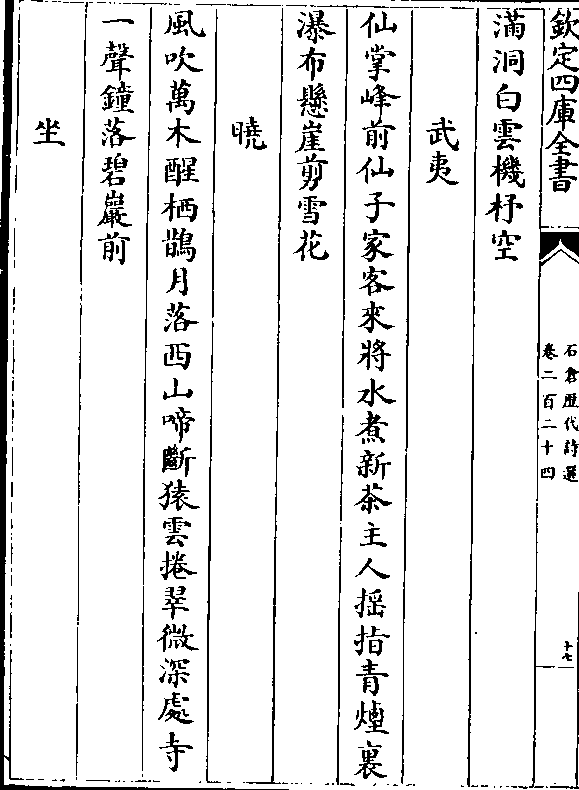 欽定四庫全書
石倉歴代詩選
卷二百二十四
十七
滿洞白雲機杼空
武夷
仙掌峰前仙子家客來將水煮新茶主人揺指青煙裏
瀑布懸崖剪雪花
曉
風吹萬木醒栖鵲月落西山啼斷猿雲捲翠微深處寺
一聲鐘落碧巖前
坐